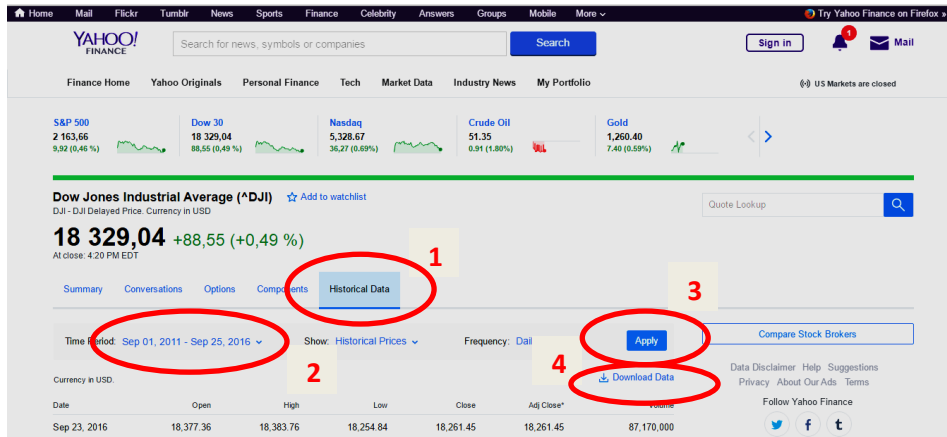 Home Mail Flickr Tumblr News Sports Finance Celebrity Answers Groups Mobile More Try Yahoo Finance on Firefox »
YAHOO!
FINANCE
Search for news, symbols or companies
Search
Sign in
1
Mail
Finance Home Yahoo Originals Personal Finance Tech Market Data Industry News My Portfolio
US Markets are closed
S&P 500 Dow 30 Nasdaq Crude Oil Gold
2 163,66 18 329,04 5,328.67 51.35 1,260.40
9,92 (0,46 %) 88,55 (0,49 %) 36,27 (0.69%) 0.91 (1.80%) 7.40 (0.59%)
Dow Jones Industrial Average (^DJI) Add to watchlist
Quote Lookup
DJI - DJI Delayed Price. Currency in USD
18 329,04 +88,55 (+0,49 %)
At close: 4:20 PM EDT
1
Summary Conversations Options Components Historical Data
3
Time Period: Sep 01, 2011 - Sep 25, 2016 Show: Historical Prices Frequency: Dail Apply
Compare Stock Brokers
2
4
Download Data
Data Disclaimer Help Suggestions
Privacy About Our Ads Terms
Currency in USD.
Follow Yahoo Finance
Date Open High Low Close Adj Close* Volume
Sep 23, 2016 18,377.36 18,383.76 18,254.84 18,261.45 18,261.45 87,170,000